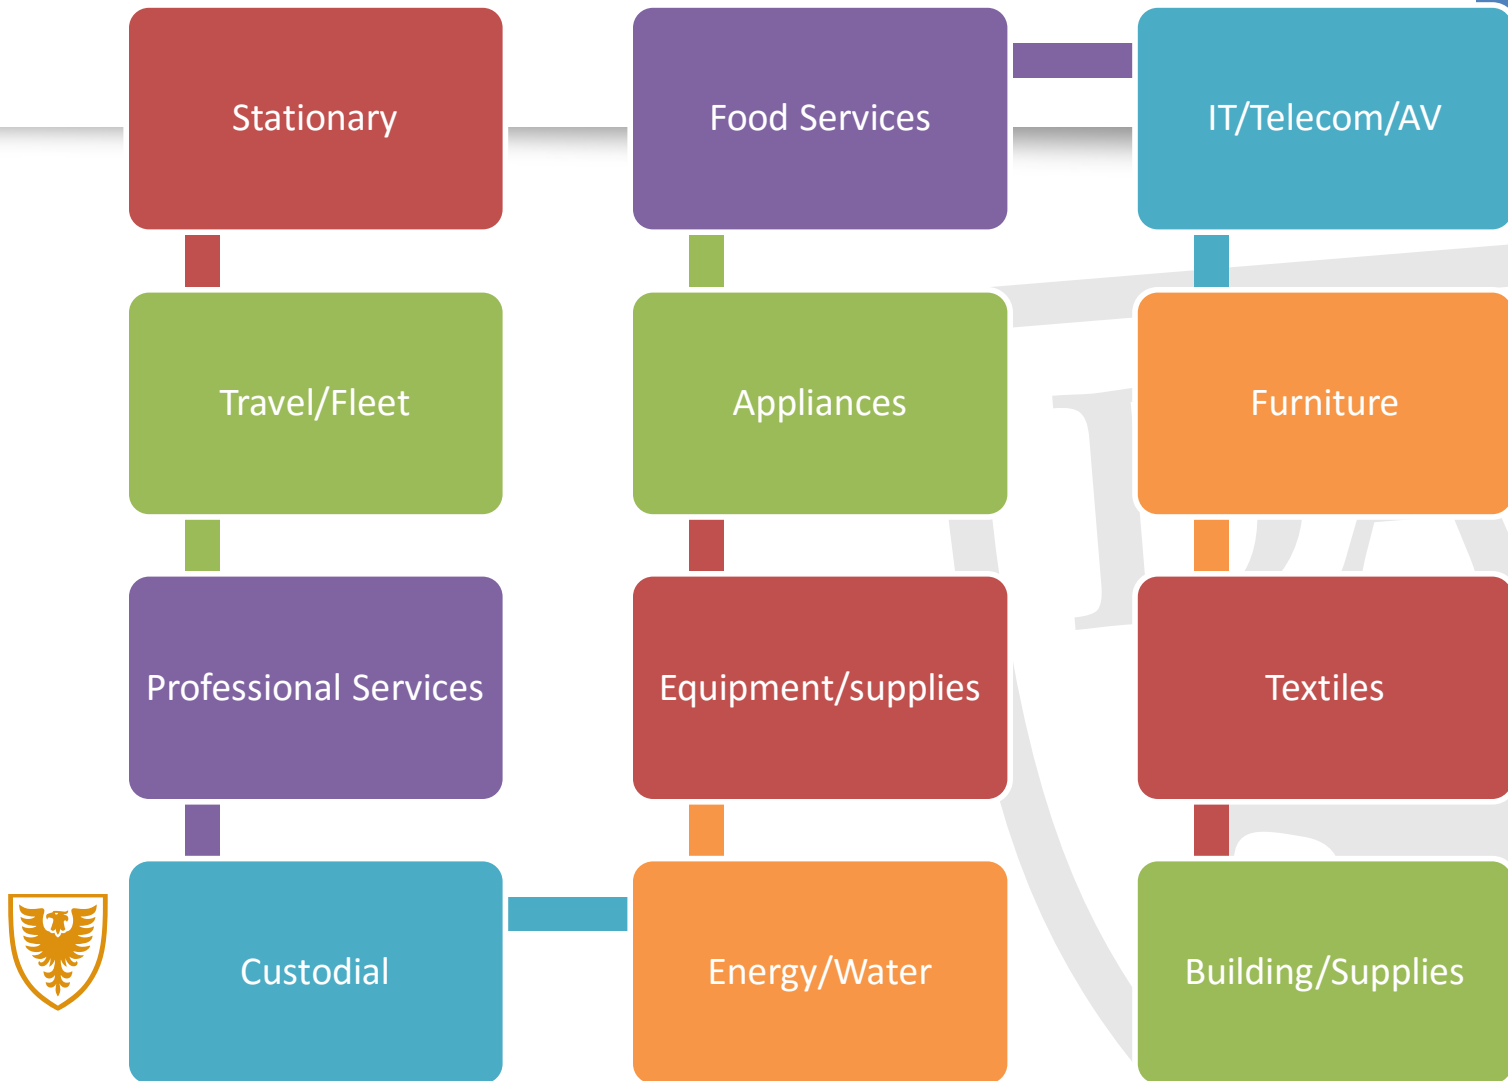 Stationary
Travel/Fleet
Professional Services
Custodial
Energy/Water
Equipment/supplies
Appliances
Food Services
IT/Telecom/AV
Furniture
Textiles
Building/Supplies